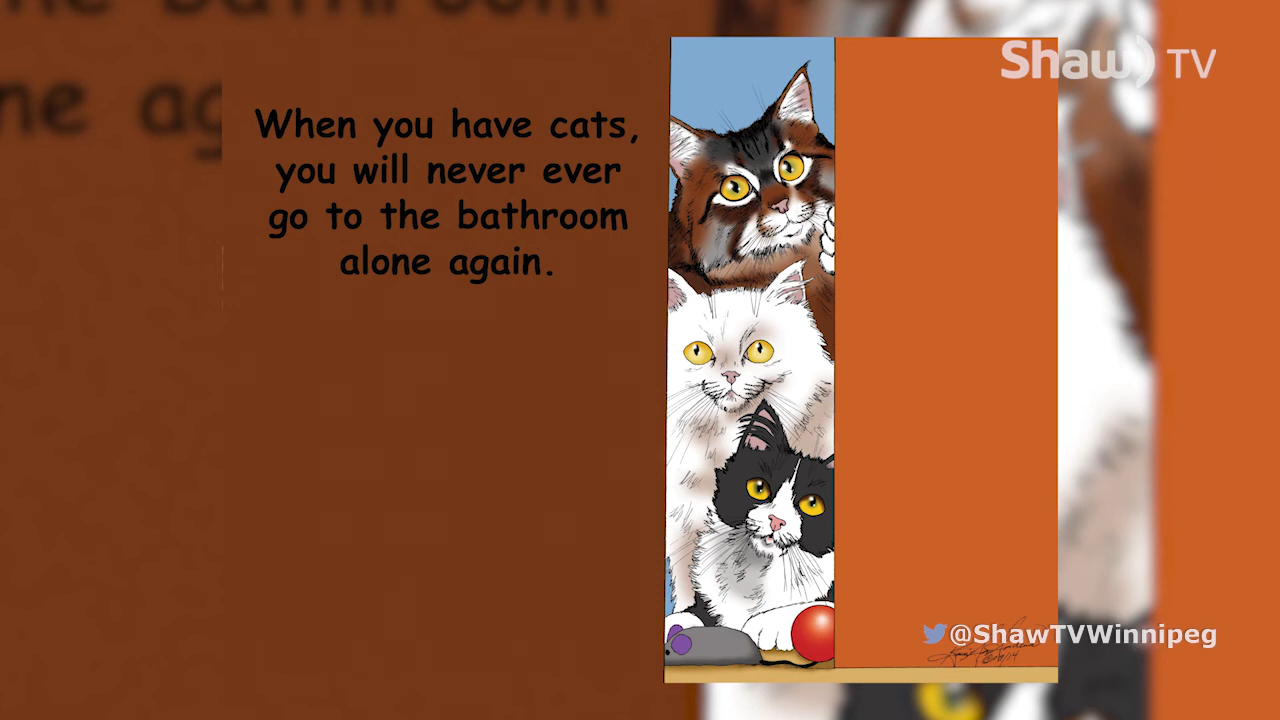 When you have cats,
you will never ever
go to the bathroom
alone again.
Shaw) TV
@ShawTVWinnipeg